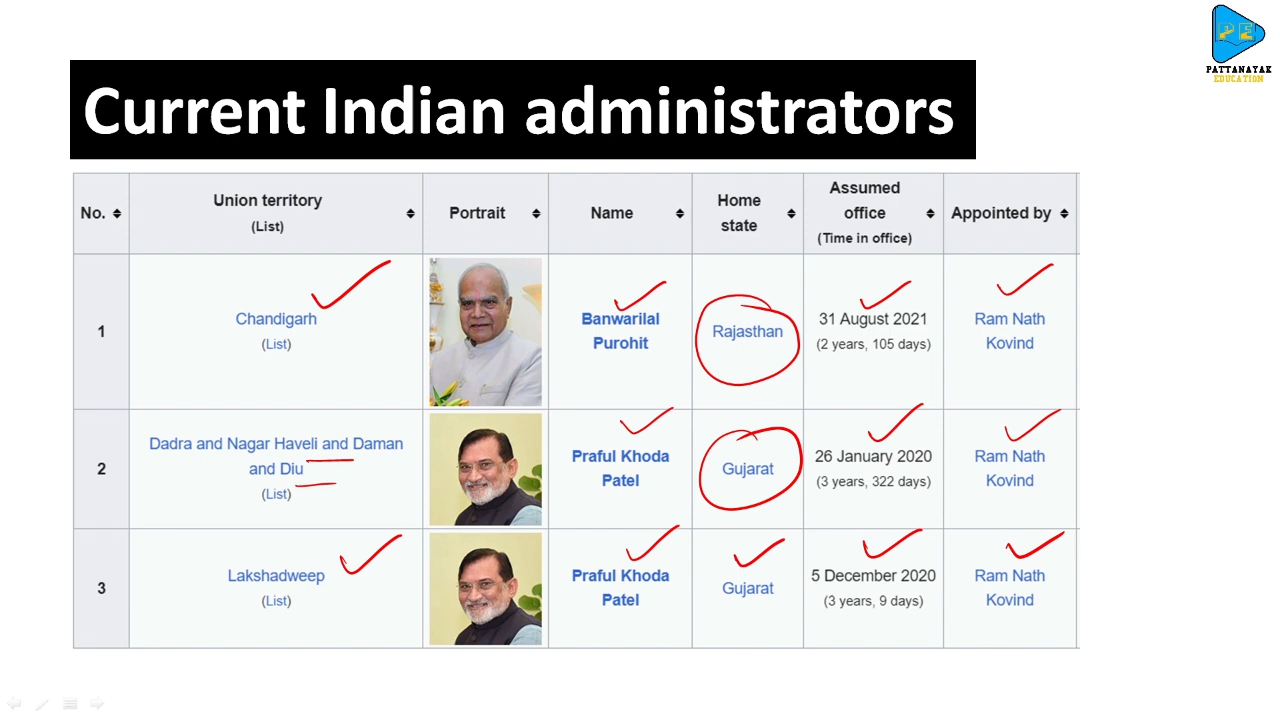 PE
PATTANAYAK
EDUCATION
Current Indian administrators
No.
Union territory
(List)
Portrait
Name
Home
state
Assumed
office
(Time in office)
Appointed by
1
Chandigarh
(List)
Banwarilal
Purohit
Rajasthan
31 August 2021
(2 years, 105 days)
Ram Nath
Kovind
2
Dadra and Nagar Haveli and Daman
and Diu
(List)
Praful Khoda
Patel
Gujarat
26 January 2020
(3 years, 322 days)
Ram Nath
Kovind
3
Lakshadweep
(List)
Praful Khoda
Patel
Gujarat
5 December 2020
(3 years, 9 days)
Ram Nath
Kovind